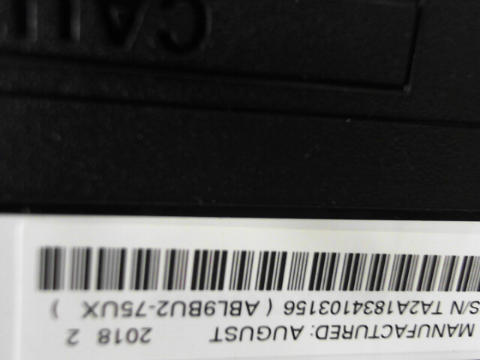 MANUFACTURED: AUGUST 2018 2
S/N TA2A1834103156 ( ABL9BU2-75UX )